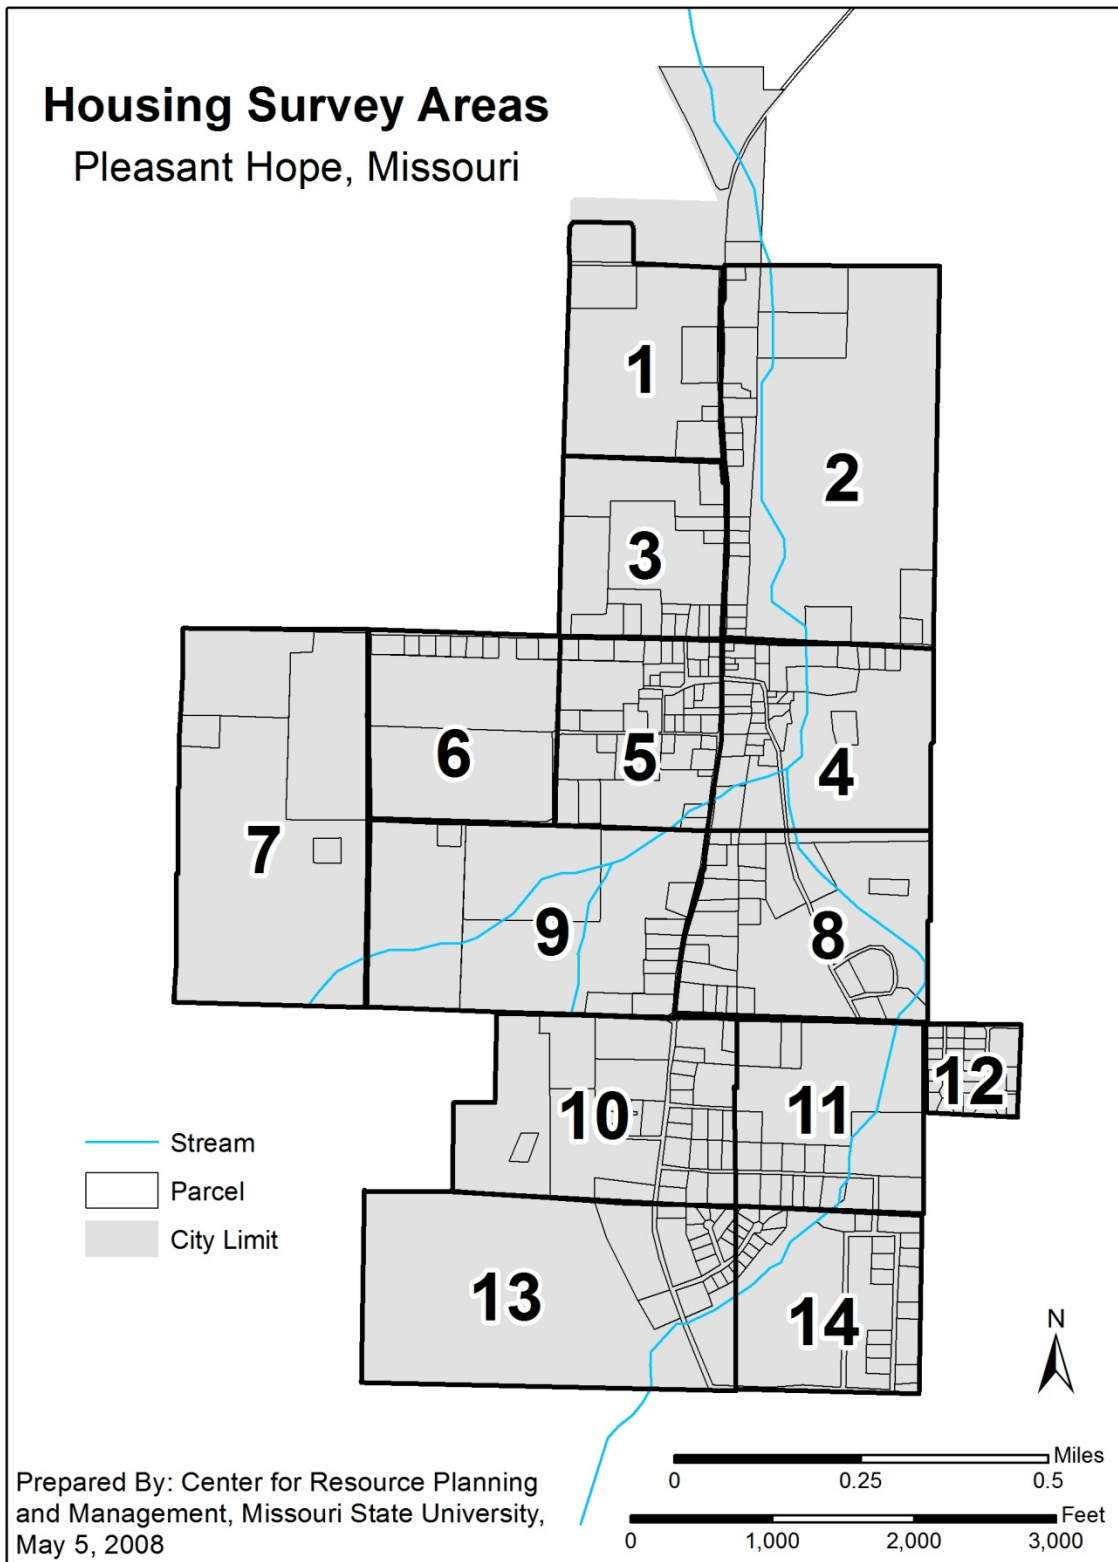 Housing Survey Areas
Pleasant Hope, Missouri
1
2
3
4
5
6
7
8
9
10
11
12
13
14
Stream
Parcel
City Limit
N
Miles
0 0.25 0.5
Feet
0 1,000 2,000 3,000
Prepared By: Center for Resource Planning
and Management, Missouri State University,
May 5, 2008